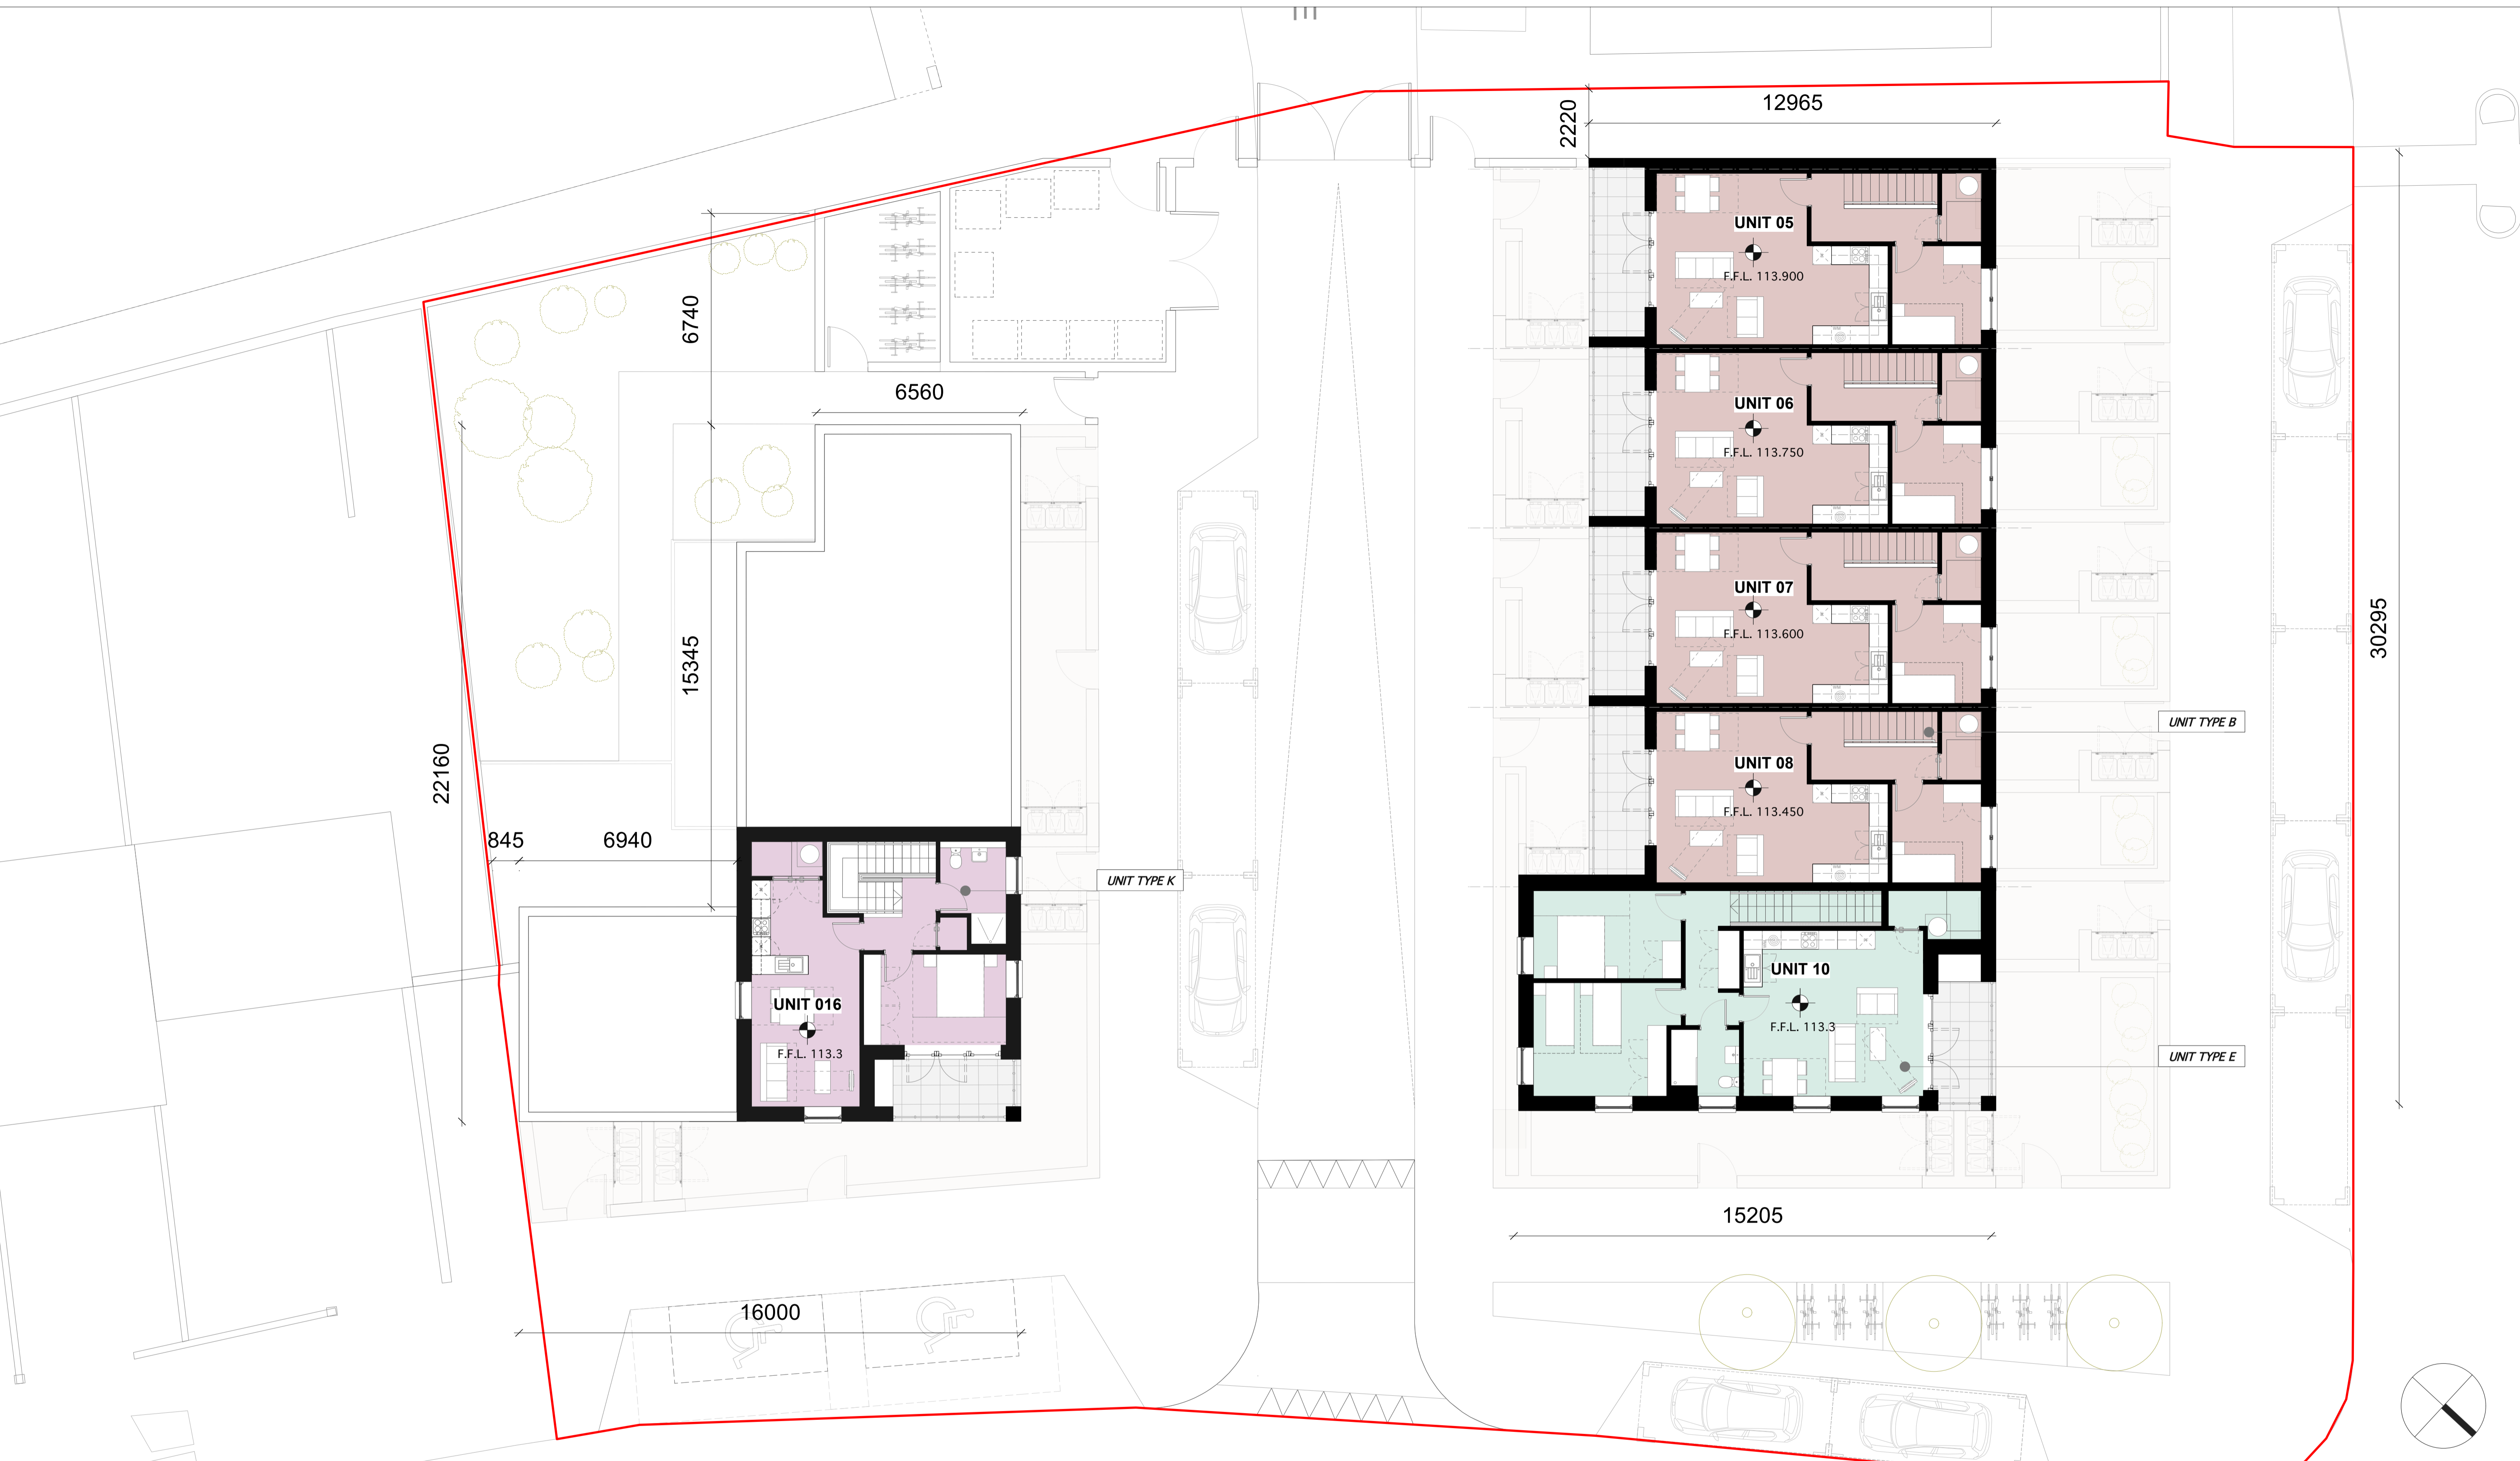 12965
2220
UNIT 05
F.F.L. 113.900
6740
6560
UNIT 06
F.F.L. 113.750
UNIT 07
F.F.L. 113.600
30295
15345
22160
UNIT TYPE B
UNIT 08
F.F.L. 113.450
845
6940
UNIT TYPE K
UNIT 10
F.F.L. 113.3
UNIT 016
F.F.L. 113.3
UNIT TYPE E
15205
16000